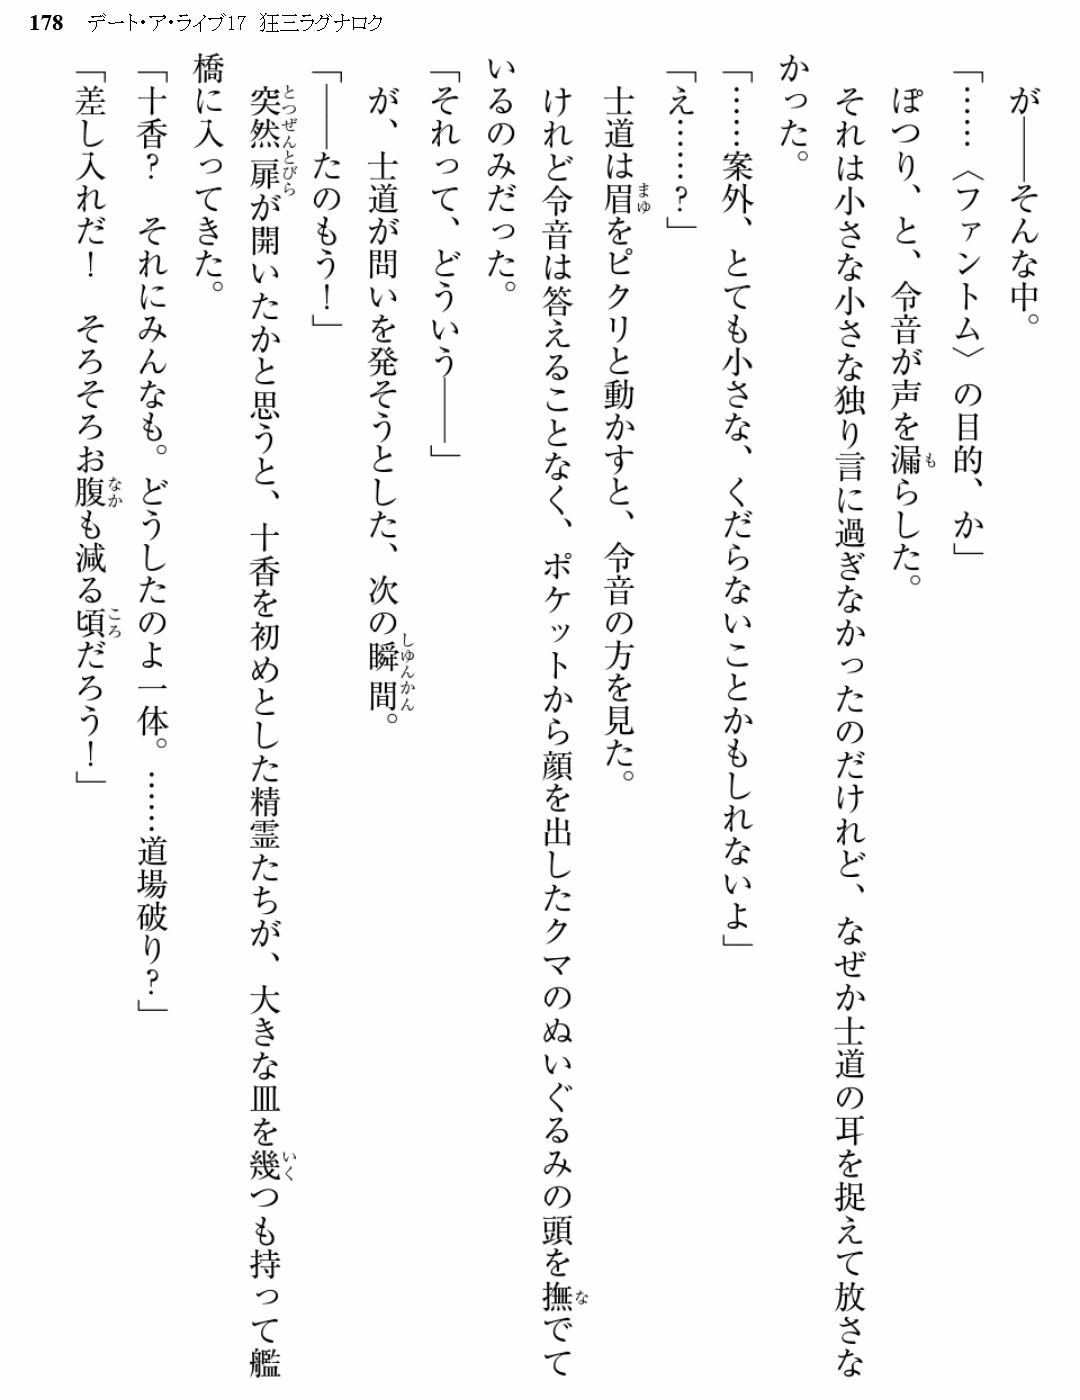 178 デート・ア・ライブ17 狂三ラグナロク
が――そんな中。
「……〈ファントム〉の目的、か」
ぽつり、と、令音が声を漏らした。
それは小さな小さな独り言に過ぎなかったのだけれど、なぜか士道の耳を捉えて放さな
かった。
「……案外、とても小さな、くだらないことかもしれないよ」
「え……?」
士道は眉をピクリと動かすと、令音の方を見た。
けれど令音は答えることなく、ポケットから顔を出したクマのぬいぐるみの頭を撫でて
いるのみだった。
「それって、どういう――」
が、士道が問いを発そうとした、次の瞬間。
「――たのもう!」
突然扉が開いたかと思うと、十香を初めとした精霊たちが、大きな皿を幾つも持って艦
橋に入ってきた。
「十香? それにみんなも。どうしたのよ一体。……道場破り?」
「差し入れだ! そろそろお腹も減る頃だろう!」